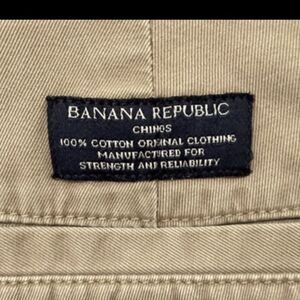 BANANA REPUBLIC
CHINOS
100% COTTON ORIGINAL CLOTHING
MANUFACTURED FOR
STRENGTH AND RELIABILITY